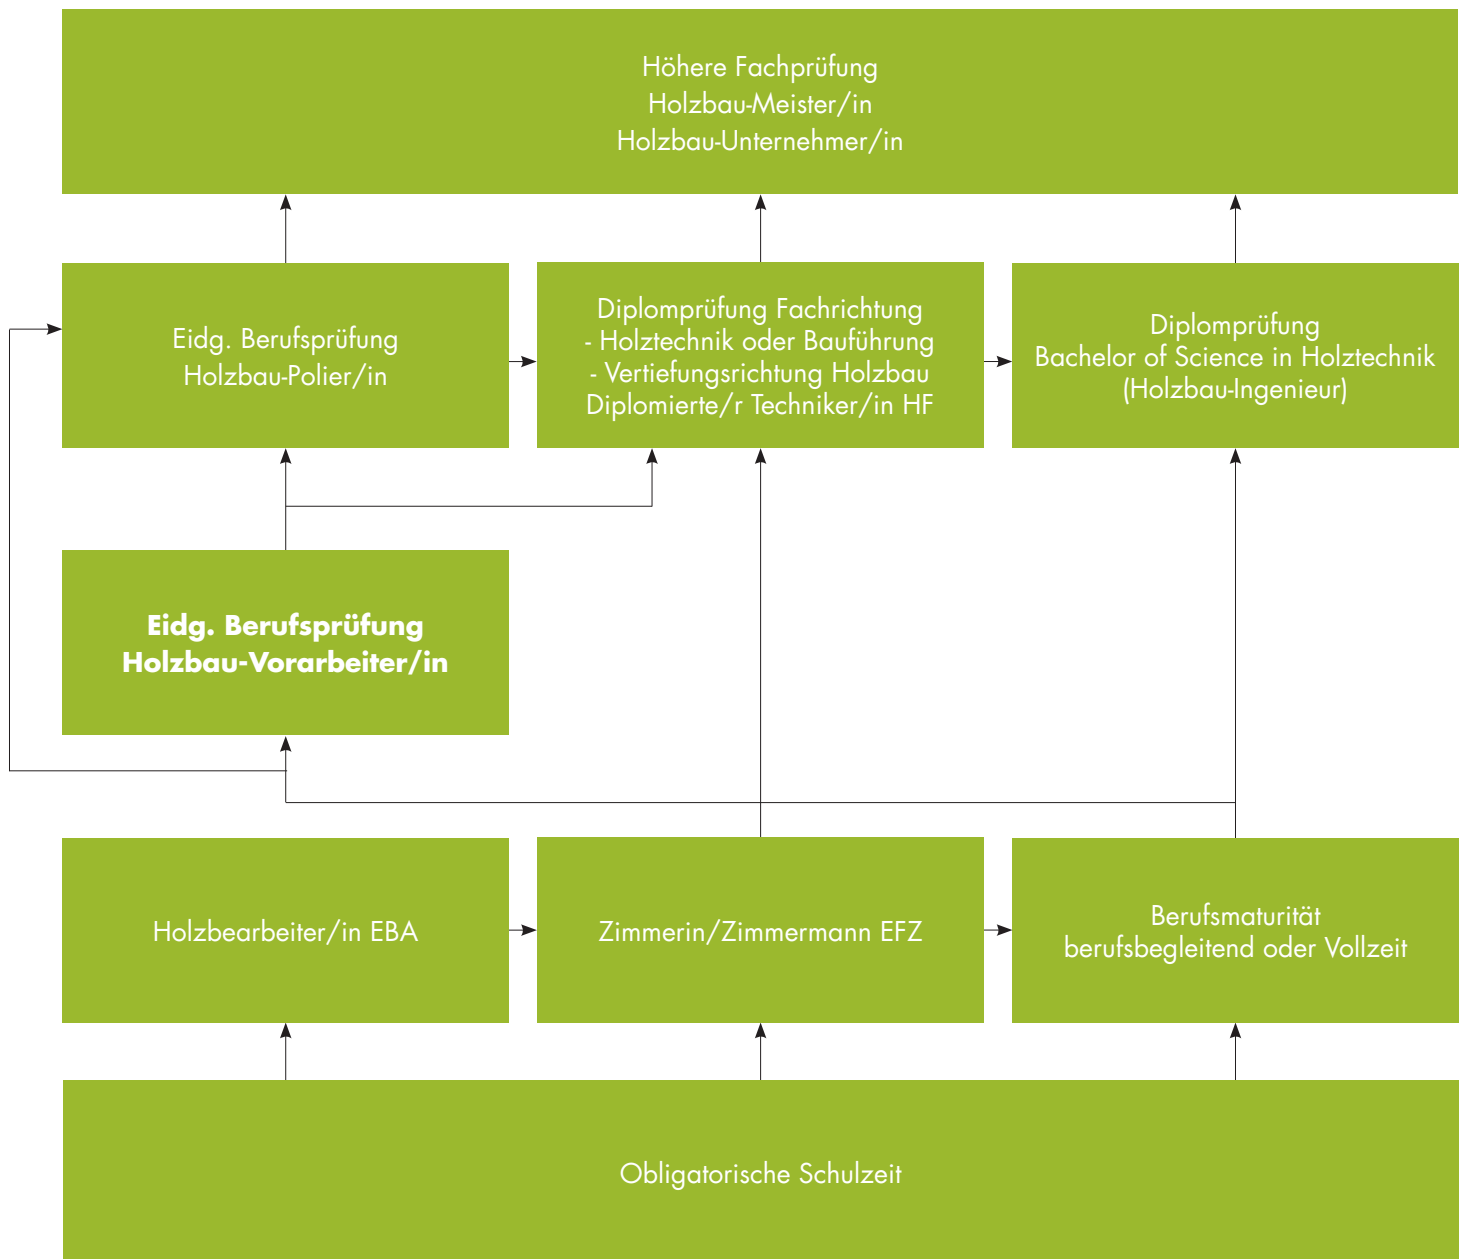 Höhere Fachprüfung
Holzbau-Meister/in
Holzbau-Unternehmer/in
Eidg. Berufsprüfung
Holzbau-Polier/in
Diplomprüfung Fachrichtung
- Holztechnik oder Bauführung
- Vertiefungsrichtung Holzbau
Diplomierte/r Techniker/in HF
Diplomprüfung
Bachelor of Science in Holztechnik
(Holzbau-Ingenieur)
Eidg. Berufsprüfung
Holzbau-Vorarbeiter/in
Holzbearbeiter/in EBA
Zimmerin/Zimmermann EFZ
Berufsmaturität
berufsbegleitend oder Vollzeit
Obligatorische Schulzeit